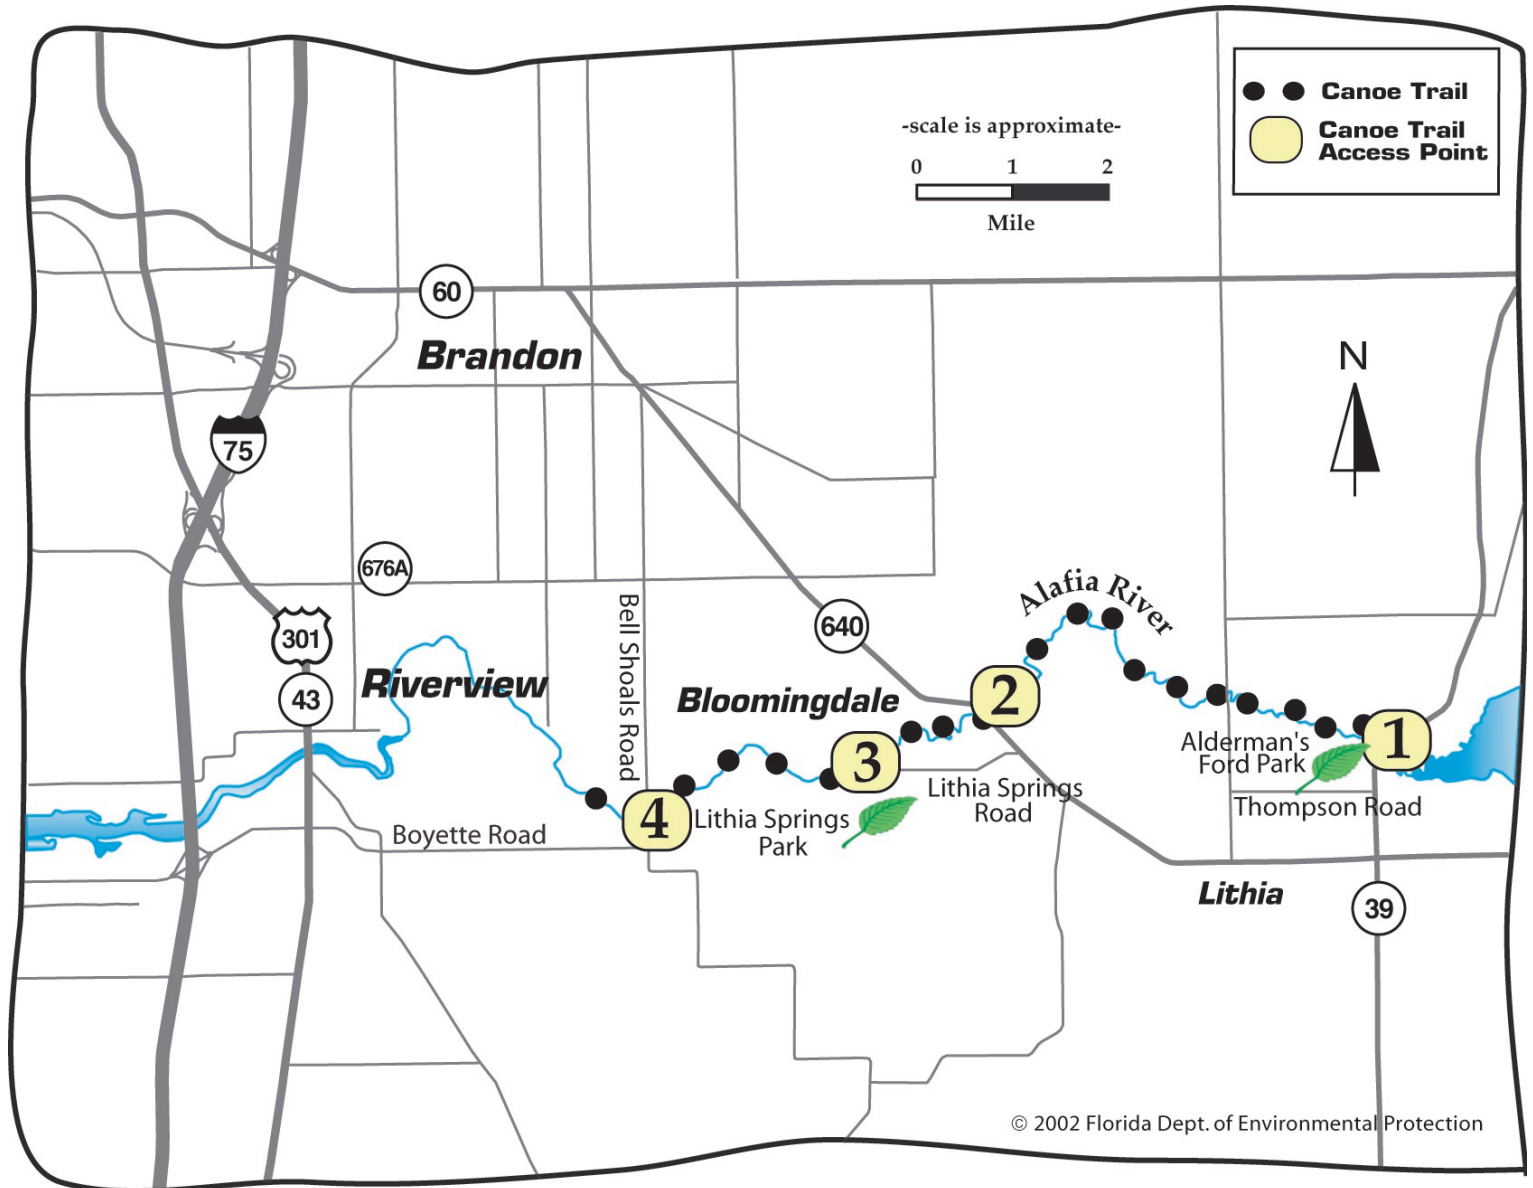 Canoe Trail
Canoe Trail
Access Point
-scale is approximate-
0 1 2
Mile
60
Brandon
N
75
676A
Alafia River
301
640
Bell Shoals Road
43
Riverview
Bloomingdale
2
1
3
Alderman's
Ford Park
4
Lithia Springs
Road
Thompson Road
Lithia Springs
Park
Boyette Road
Lithia
39
© 2002 Florida Dept. of Environmental Protection